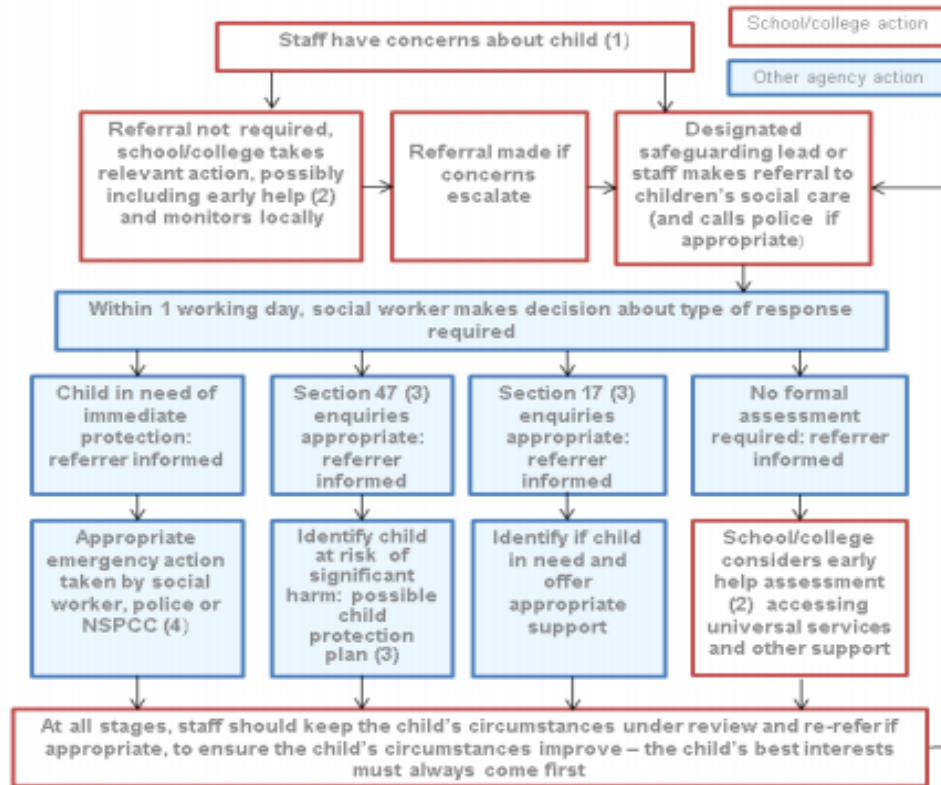 Staff have concerns about child (1)
School/college action
Other agency action
Referral not required,
school/college takes
relevant action, possibly
including early help (2)
and monitors locally
Referral made if
concerns
escalate
Designated
safeguarding lead or
staff makes referral to
children's social care
(and calls police if
appropriate)
Within 1 working day, social worker makes decision about type of response
required
Child in need of
immediate
protection:
referrer informed
Section 47 (3)
enquiries
appropriate:
referrer
informed
Section 17 (3)
enquiries
appropriate:
referrer
informed
No formal
assessment
required: referrer
informed
Appropriate
emergency action
taken by social
worker, police or
NSPCC (4)
Identify child
at risk of
significant
harm: possible
child
protection
plan (3)
Identify if child
in need and
offer
appropriate
support
School/college
considers early
help assessment
(2) accessing
universal services
and other support
At all stages, staff should keep the child's circumstances under review and re-refer if
appropriate, to ensure the child's circumstances improve – the child's best interests
must always come first